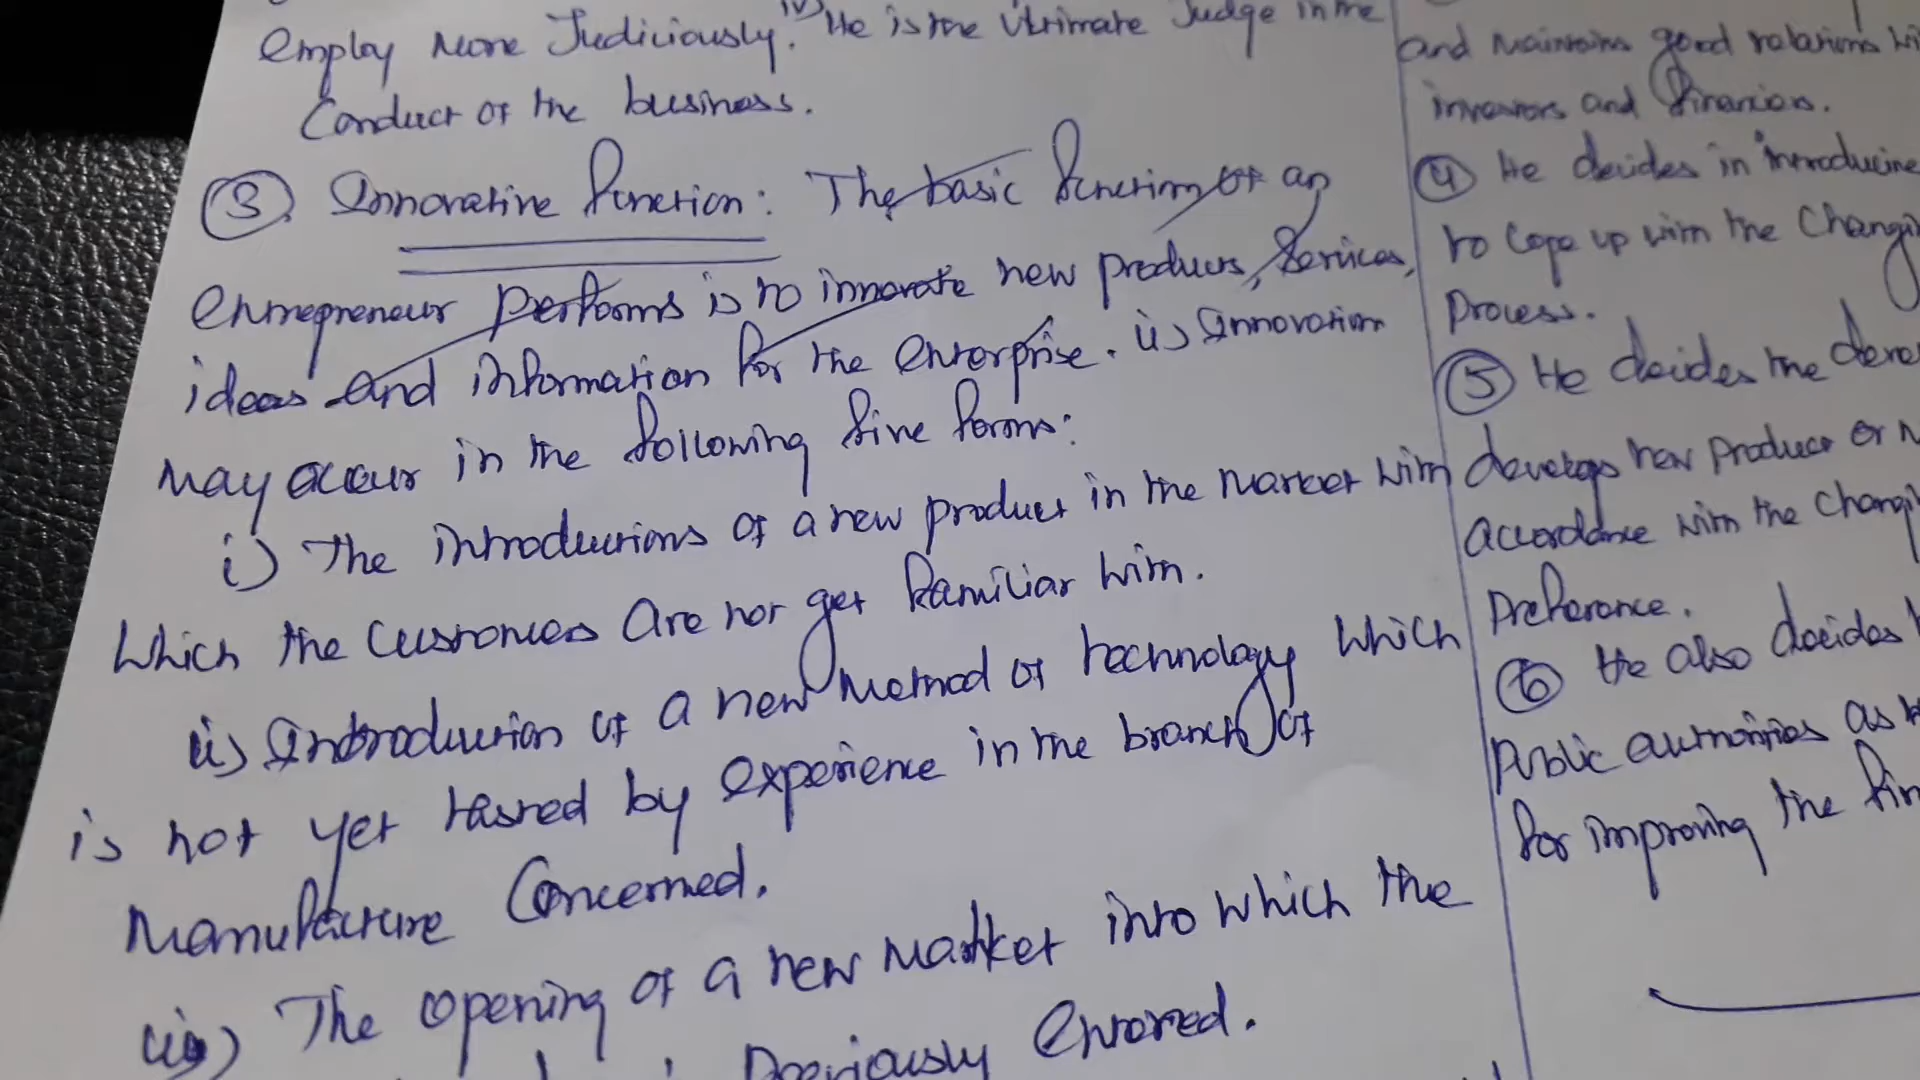 employ more Judiciously. iv) He is the Ultimate Judge in the
Conduct of the business.
③. Innovative function: The basic function of an
entrepreneur performs is to innovate new products, services,
ideas and information for the enterprise. ii) Innovation
may occur in the following five forms:
i) The introductions of a new product in the market with
which the customers are not get familiar with.
ii) Introduction of a new method of technology which
is not yet tasted by experience in the branch of
manufacture concerned.
iii) The opening of a new market into which the
previously entered.
and maintains good relations
investors and financiers.
④ He decides in introducing
to cope up with the changing
process.
⑤ He decides the
develops new product or
accordance with the
preference.
⑥ He also decides
public authorities as
for improving the